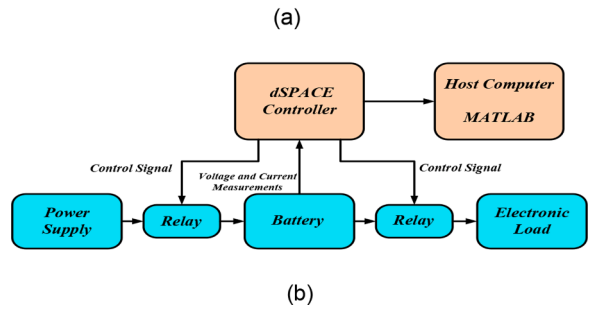 (a)
dSPACE
Controller
Host Computer
MATLAB
Control Signal
Voltage and Current
Measurements
Control Signal
Power
Supply
Relay
Battery
Relay
Electronic
Load
(b)